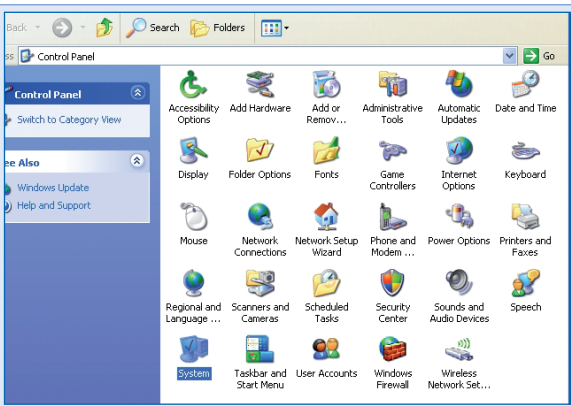 Back Search Folders
ss Control Panel Go
Control Panel
Switch to Category View
ee Also
Windows Update
Help and Support
Accessibility Options
Add Hardware
Add or Remov...
Administrative Tools
Automatic Updates
Date and Time
Display
Folder Options
Fonts
Game Controllers
Internet Options
Keyboard
Mouse
Network Connections
Network Setup Wizard
Phone and Modem ...
Power Options
Printers and Faxes
Regional and Language ...
Scanners and Cameras
Scheduled Tasks
Security Center
Sounds and Audio Devices
Speech
System
Taskbar and Start Menu
User Accounts
Windows Firewall
Wireless Network Set...